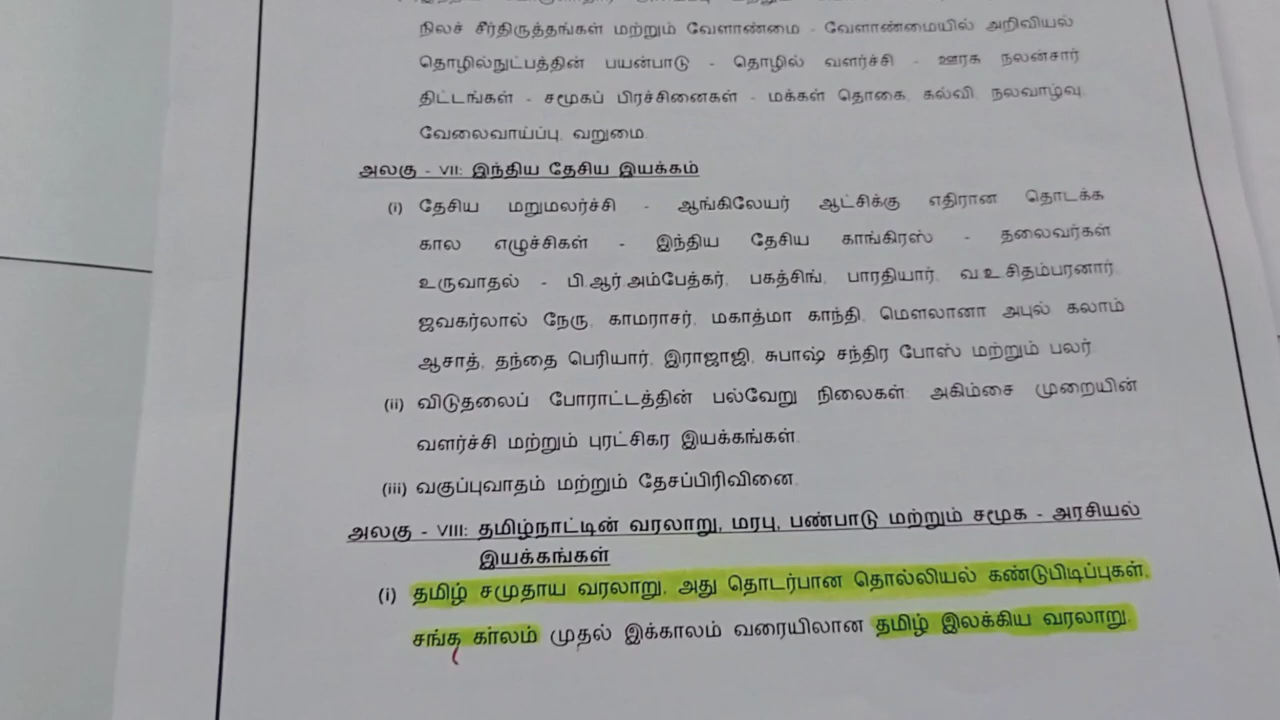 நிலச் சீர்திருத்தங்கள் மற்றும் வேளாண்மை - வேளாண்மையில் அறிவியல்
தொழில்நுட்பத்தின் பயன்பாடு - தொழில் வளர்ச்சி - ஊரக நலன்சார்
திட்டங்கள் - சமூகப் பிரச்சினைகள் - மக்கள் தொகை, கல்வி, நலவாழ்வு,
வேலைவாய்ப்பு, வறுமை.
அலகு - VII: இந்திய தேசிய இயக்கம்
(i) தேசிய மறுமலர்ச்சி - ஆங்கிலேயர் ஆட்சிக்கு எதிரான தொடக்க
கால எழுச்சிகள் - இந்திய தேசிய காங்கிரஸ் - தலைவர்கள்
உருவாதல் - பி.ஆர்.அம்பேத்கர், பகத்சிங், பாரதியார், வ.உ.சிதம்பரனார்,
ஜவகர்லால் நேரு, காமராசர், மகாத்மா காந்தி, மௌலானா அபுல் கலாம்
ஆசாத், தந்தை பெரியார், இராஜாஜி, சுபாஷ் சந்திர போஸ் மற்றும் பலர்.
(ii) விடுதலைப் போராட்டத்தின் பல்வேறு நிலைகள்: அகிம்சை முறையின்
வளர்ச்சி மற்றும் புரட்சிகர இயக்கங்கள்.
(iii) வகுப்புவாதம் மற்றும் தேசப்பிரிவினை.
அலகு - VIII: தமிழ்நாட்டின் வரலாறு, மரபு, பண்பாடு மற்றும் சமூக - அரசியல்
இயக்கங்கள்
(i) தமிழ் சமுதாய வரலாறு, அது தொடர்பான தொல்லியல் கண்டுபிடிப்புகள்,
சங்க காலம் முதல் இக்காலம் வரையிலான தமிழ் இலக்கிய வரலாறு.